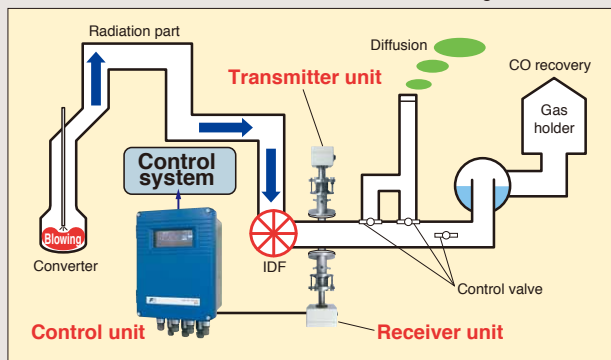 Radiation part
Diffusion
CO recovery
Transmitter unit
Gas
holder
Control
system
Blowing
Converter
IDF
Control valve
Control unit
Receiver unit